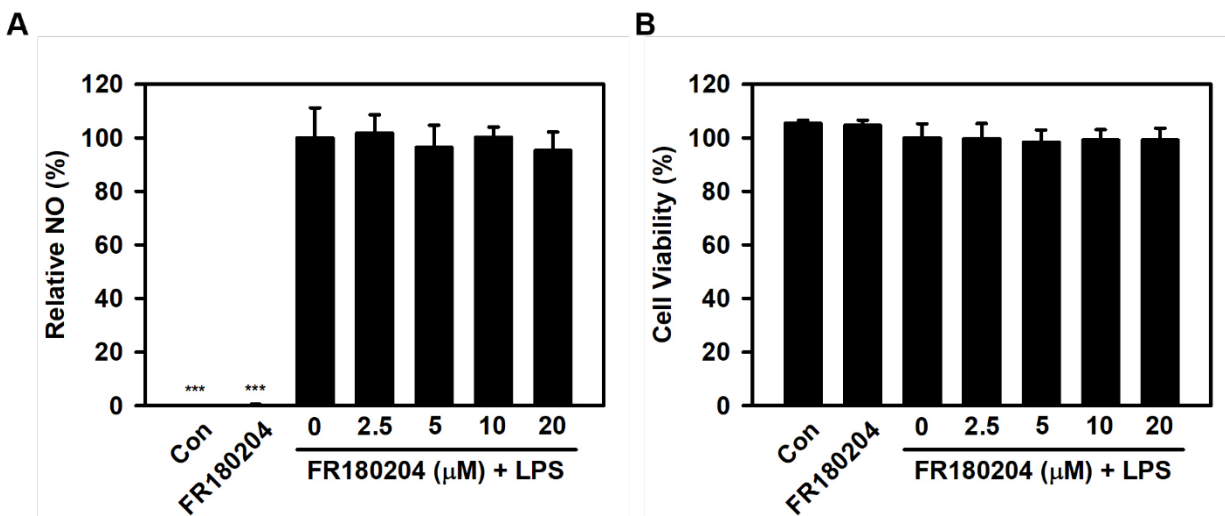 A
Relative NO (%)
120
100
80
60
40
20
0
*** ***
Con
FR180204
0 2.5 5 10 20
FR180204 (μM) + LPS
B
Cell Viability (%)
120
100
80
60
40
20
0
Con
FR180204
0 2.5 5 10 20
FR180204 (μM) + LPS